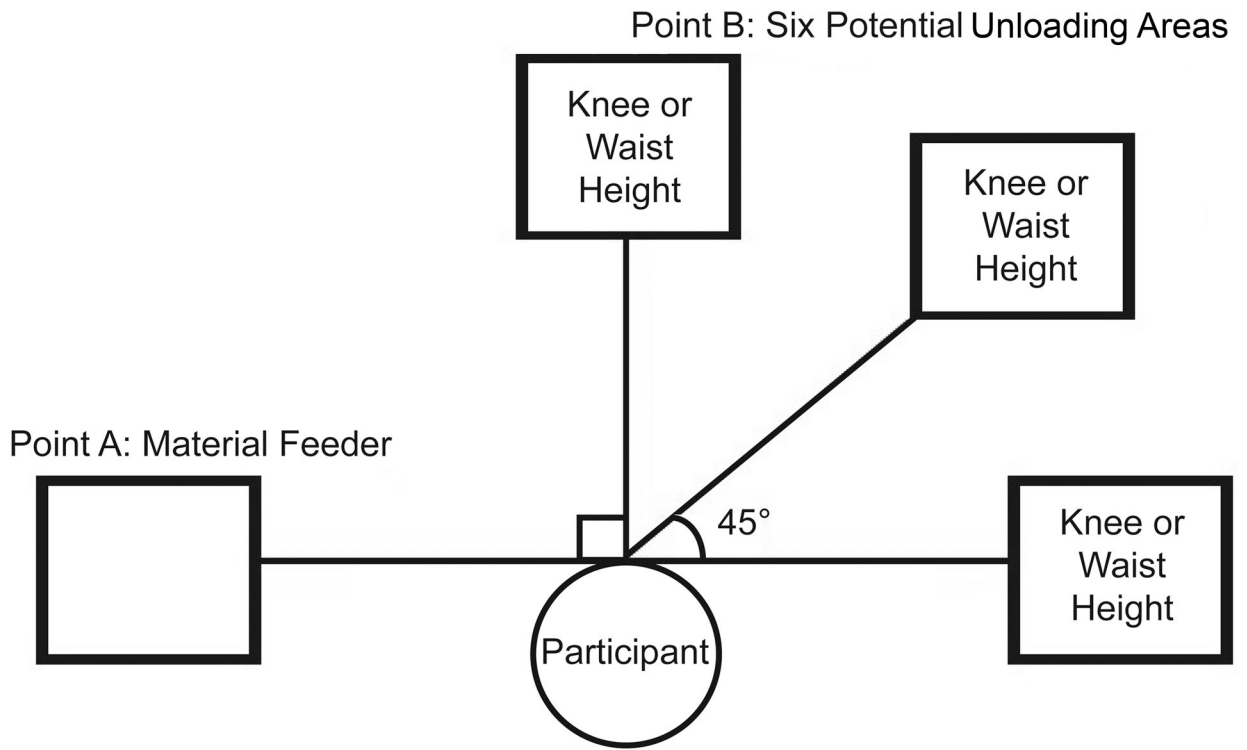 Point B: Six Potential Unloading Areas
Knee or
Waist
Height
Knee or
Waist
Height
Point A: Material Feeder
45°
Knee or
Waist
Height
Participant